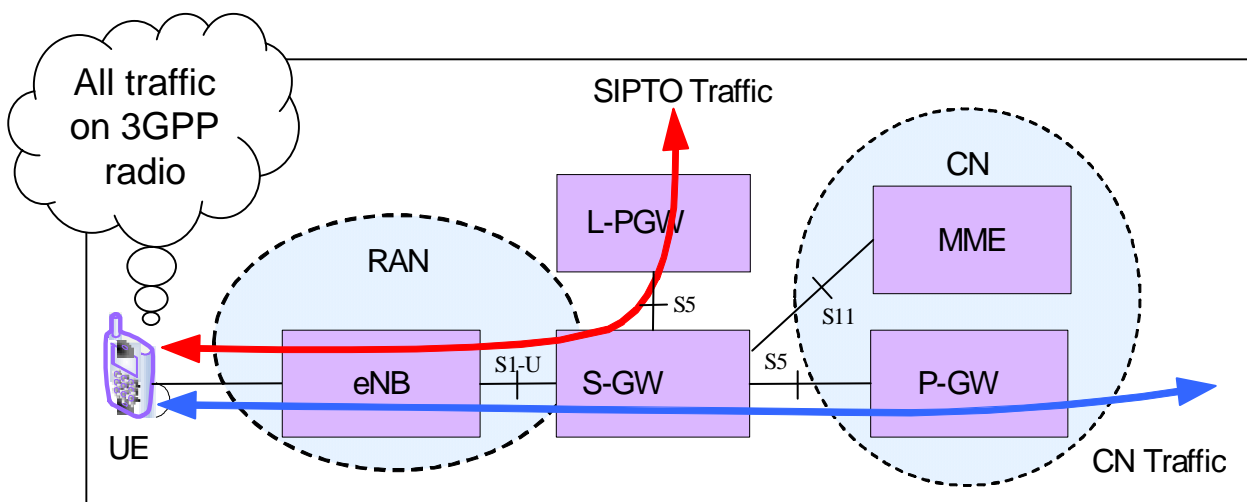 All traffic
on 3GPP
radio
SIPTO Traffic
CN
L-PGW
MME
RAN
S5
S11
S1-U
S5
eNB
S-GW
P-GW
UE
CN Traffic